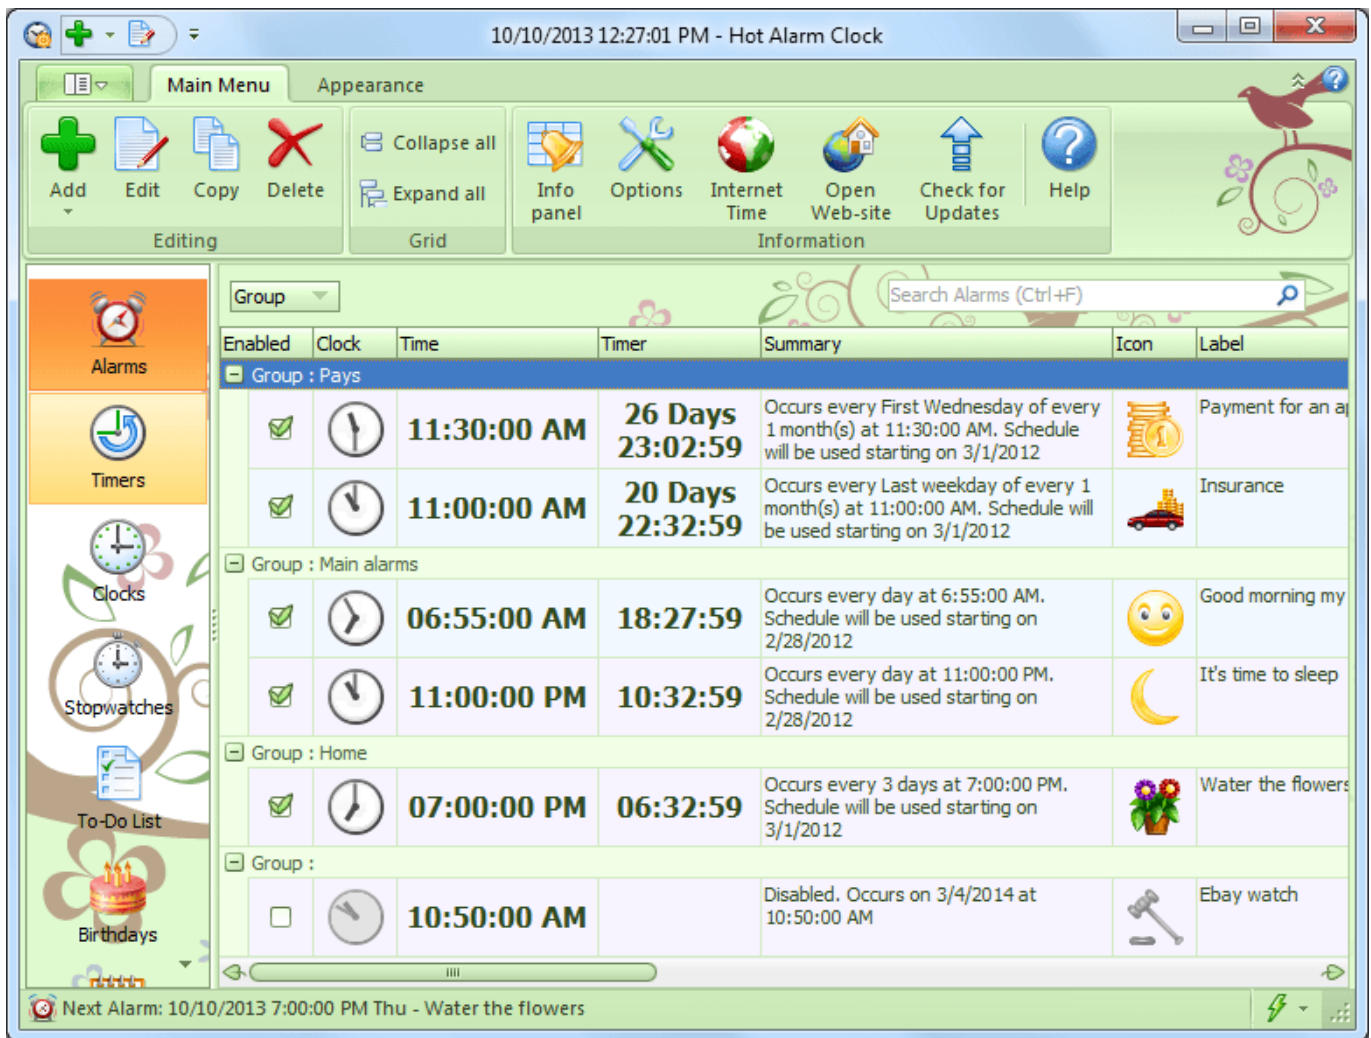 10/10/2013 12:27:01 PM - Hot Alarm Clock
Main Menu
Appearance
Add
Edit
Copy
Delete
Editing
Collapse all
Expand all
Grid
Info
panel
Options
Internet
Time
Open
Web-site
Check for
Updates
Help
Information
Alarms
Timers
Clocks
Stopwatches
To-Do List
Birthdays
Group
Search Alarms (Ctrl+F)
Enabled Clock Time Timer Summary Icon Label
Group : Pays
11:30:00 AM
26 Days
23:02:59
Occurs every First Wednesday of every
1 month(s) at 11:30:00 AM. Schedule
will be used starting on 3/1/2012
Payment for an
11:00:00 AM
20 Days
22:32:59
Occurs every Last weekday of every 1
month(s) at 11:00:00 AM. Schedule will
be used starting on 3/1/2012
Insurance
Group : Main alarms
06:55:00 AM
18:27:59
Occurs every day at 6:55:00 AM.
Schedule will be used starting on
2/28/2012
Good morning my
11:00:00 PM
10:32:59
Occurs every day at 11:00:00 PM.
Schedule will be used starting on
2/28/2012
It's time to sleep
Group : Home
07:00:00 PM
06:32:59
Occurs every 3 days at 7:00:00 PM.
Schedule will be used starting on
3/1/2012
Water the flowers
Group :
10:50:00 AM
Disabled. Occurs on 3/4/2014 at
10:50:00 AM
Ebay watch
Next Alarm: 10/10/2013 7:00:00 PM Thu - Water the flowers